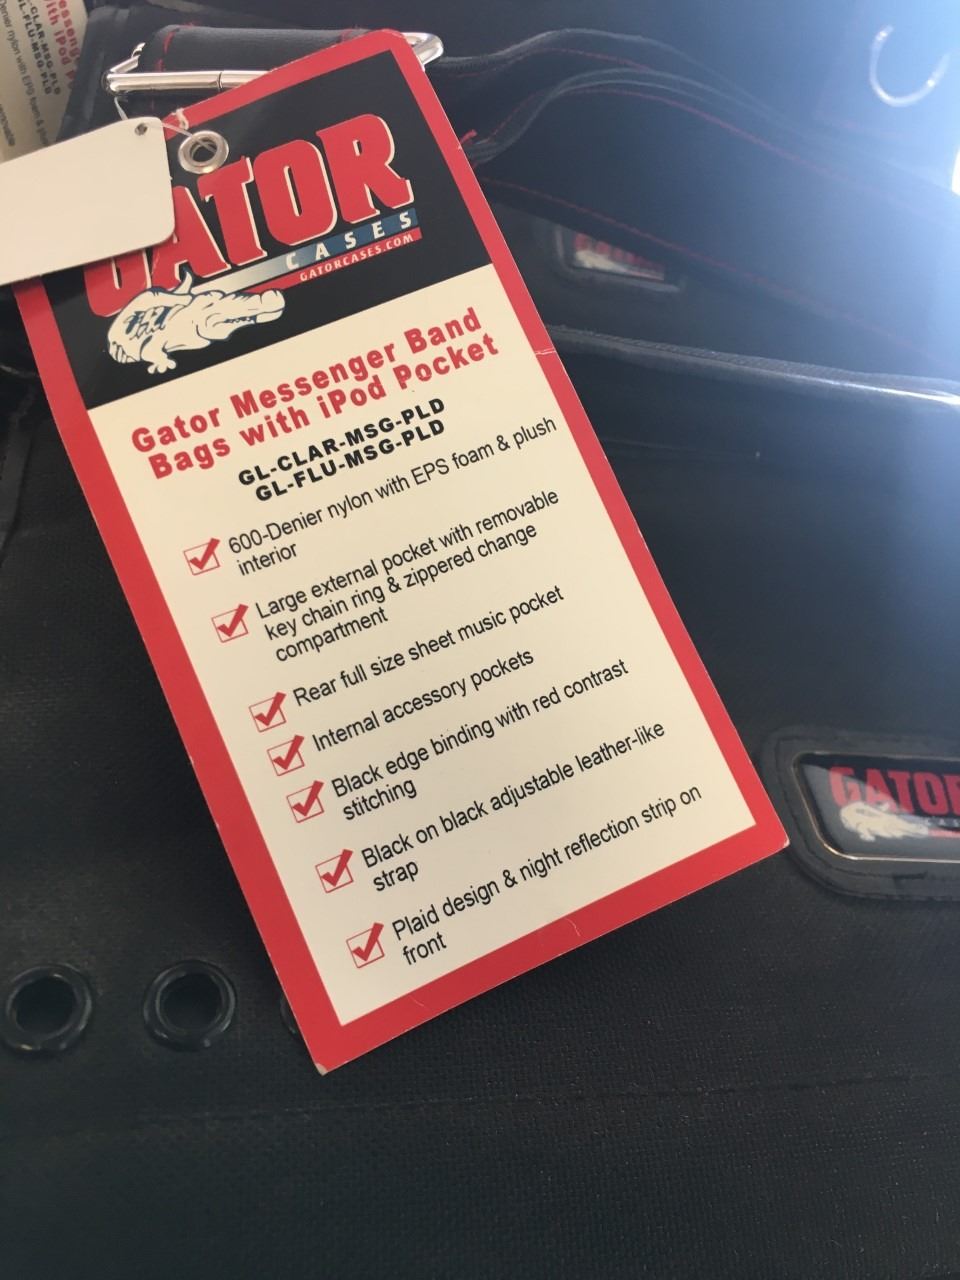 GATOR
CASES
GATORCASES.COM
Gator Messenger Band
Bags with iPod Pocket
GL-CLAR-MSG-PLD
GL-FLU-MSG-PLD
600-Denier nylon with EPS foam & plush
interior
Large external pocket with removable
key chain ring & zippered change
compartment
Rear full size sheet music pocket
Internal accessory pockets
Black edge binding with red contrast
stitching
Black on black adjustable leather-like
strap
Plaid design & night reflection strip on
front
GATOR